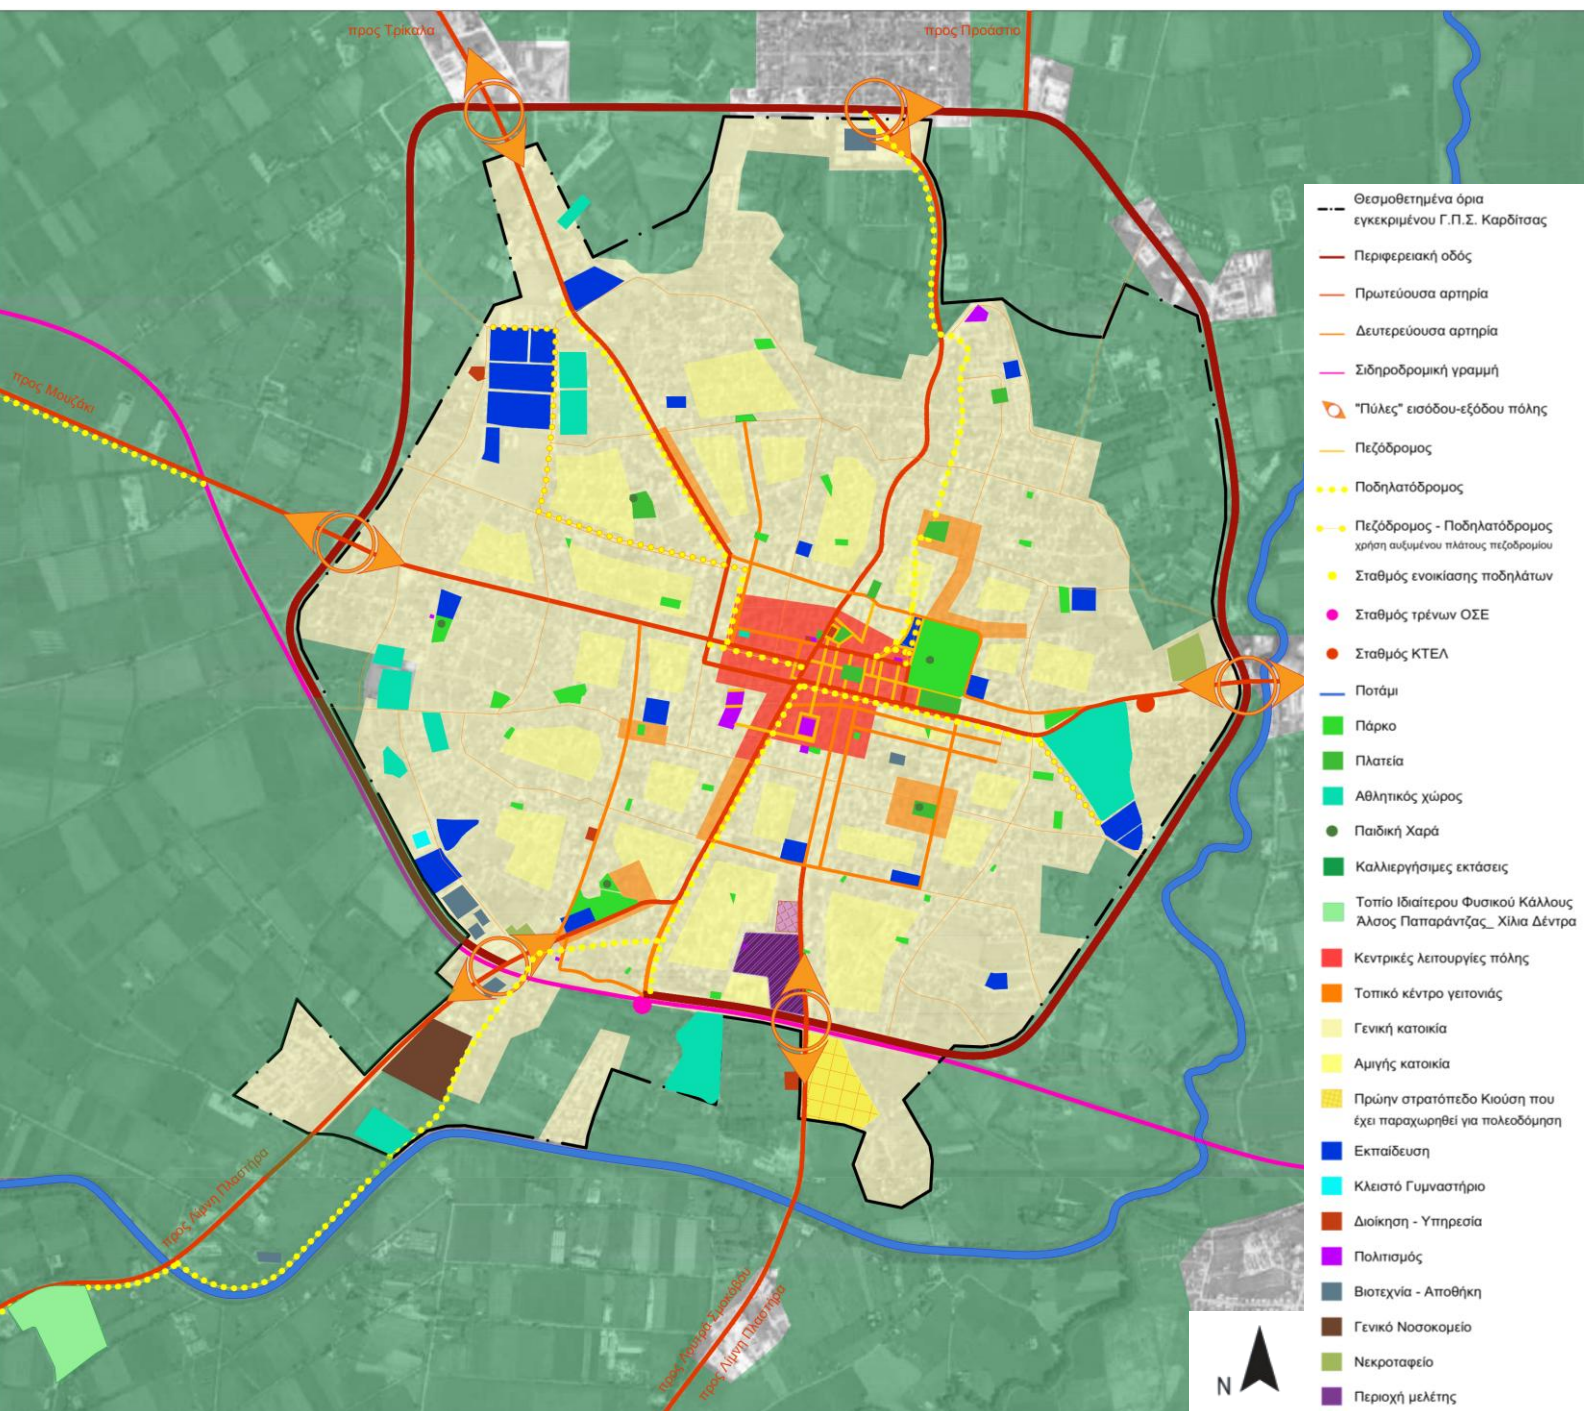 προς Τρίκαλα
προς Προάστιο
προς Μουζάκι
προς Λίμνη Πλαστήρα
προς Λουτρά Σμοκόβου
προς Λίμνη Πλαστήρα
Θεσμοθετημένα όρια
εγκεκριμένου Γ.Π.Σ. Καρδίτσας
Περιφερειακή οδός
Πρωτεύουσα αρτηρία
Δευτερεύουσα αρτηρία
Σιδηροδρομική γραμμή
"Πύλες" εισόδου-εξόδου πόλης
Πεζόδρομος
Ποδηλατόδρομος
Πεζόδρομος - Ποδηλατόδρομος
χρήση αυξημένου πλάτους πεζοδρομίου
Σταθμός ενοικίασης ποδηλάτων
Σταθμός τρένων ΟΣΕ
Σταθμός ΚΤΕΛ
Ποτάμι
Πάρκο
Πλατεία
Αθλητικός χώρος
Παιδική Χαρά
Καλλιεργήσιμες εκτάσεις
Τοπίο Ιδιαίτερου Φυσικού Κάλλους
Άλσος Παπαράντζας_ Χίλια Δέντρα
Κεντρικές λειτουργίες πόλης
Τοπικό κέντρο γειτονιάς
Γενική κατοικία
Αμιγής κατοικία
Πρώην στρατόπεδο Κιούση που
έχει παραχωρηθεί για πολεοδόμηση
Εκπαίδευση
Κλειστό Γυμναστήριο
Διοίκηση - Υπηρεσία
Πολιτισμός
Βιοτεχνία - Αποθήκη
Γενικό Νοσοκομείο
Νεκροταφείο
Περιοχή μελέτης
N